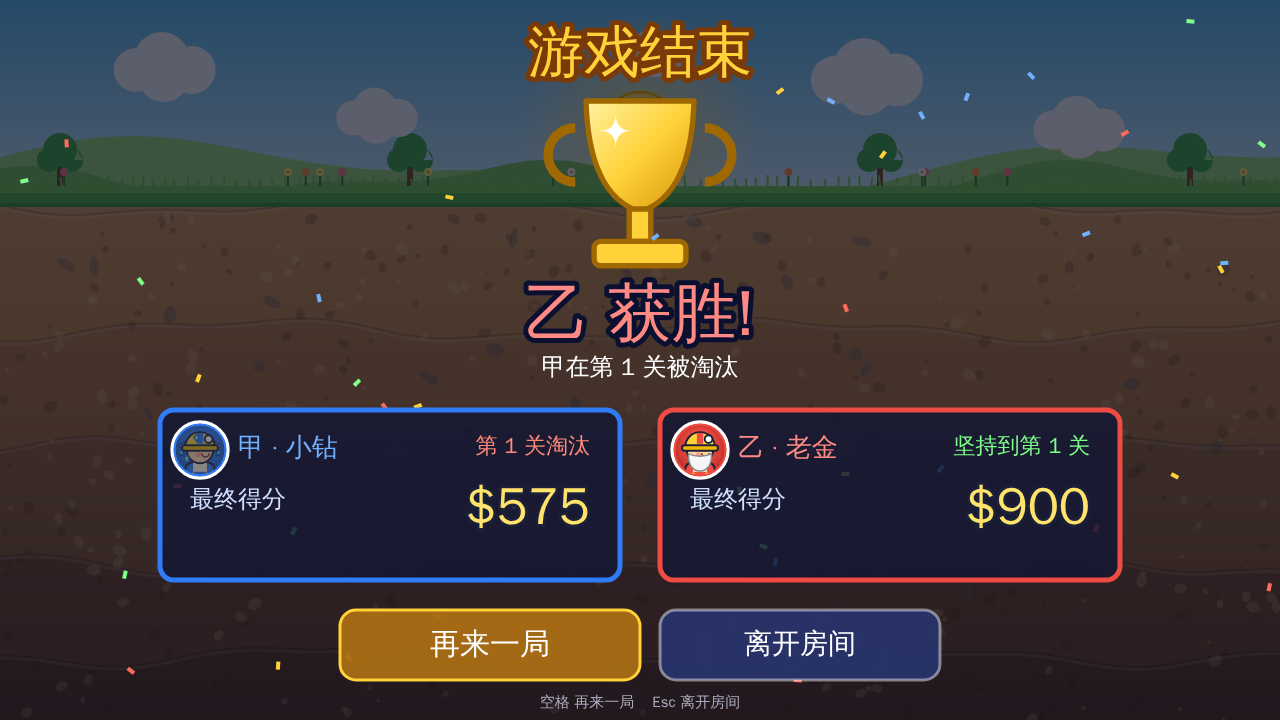 游戏结束
乙 获胜!
甲在第 1 关被淘汰
甲 · 小钻
第 1 关淘汰
最终得分
$575
乙 · 老金
坚持到第 1 关
最终得分
$900
再来一局
离开房间
空格 再来一局 Esc 离开房间